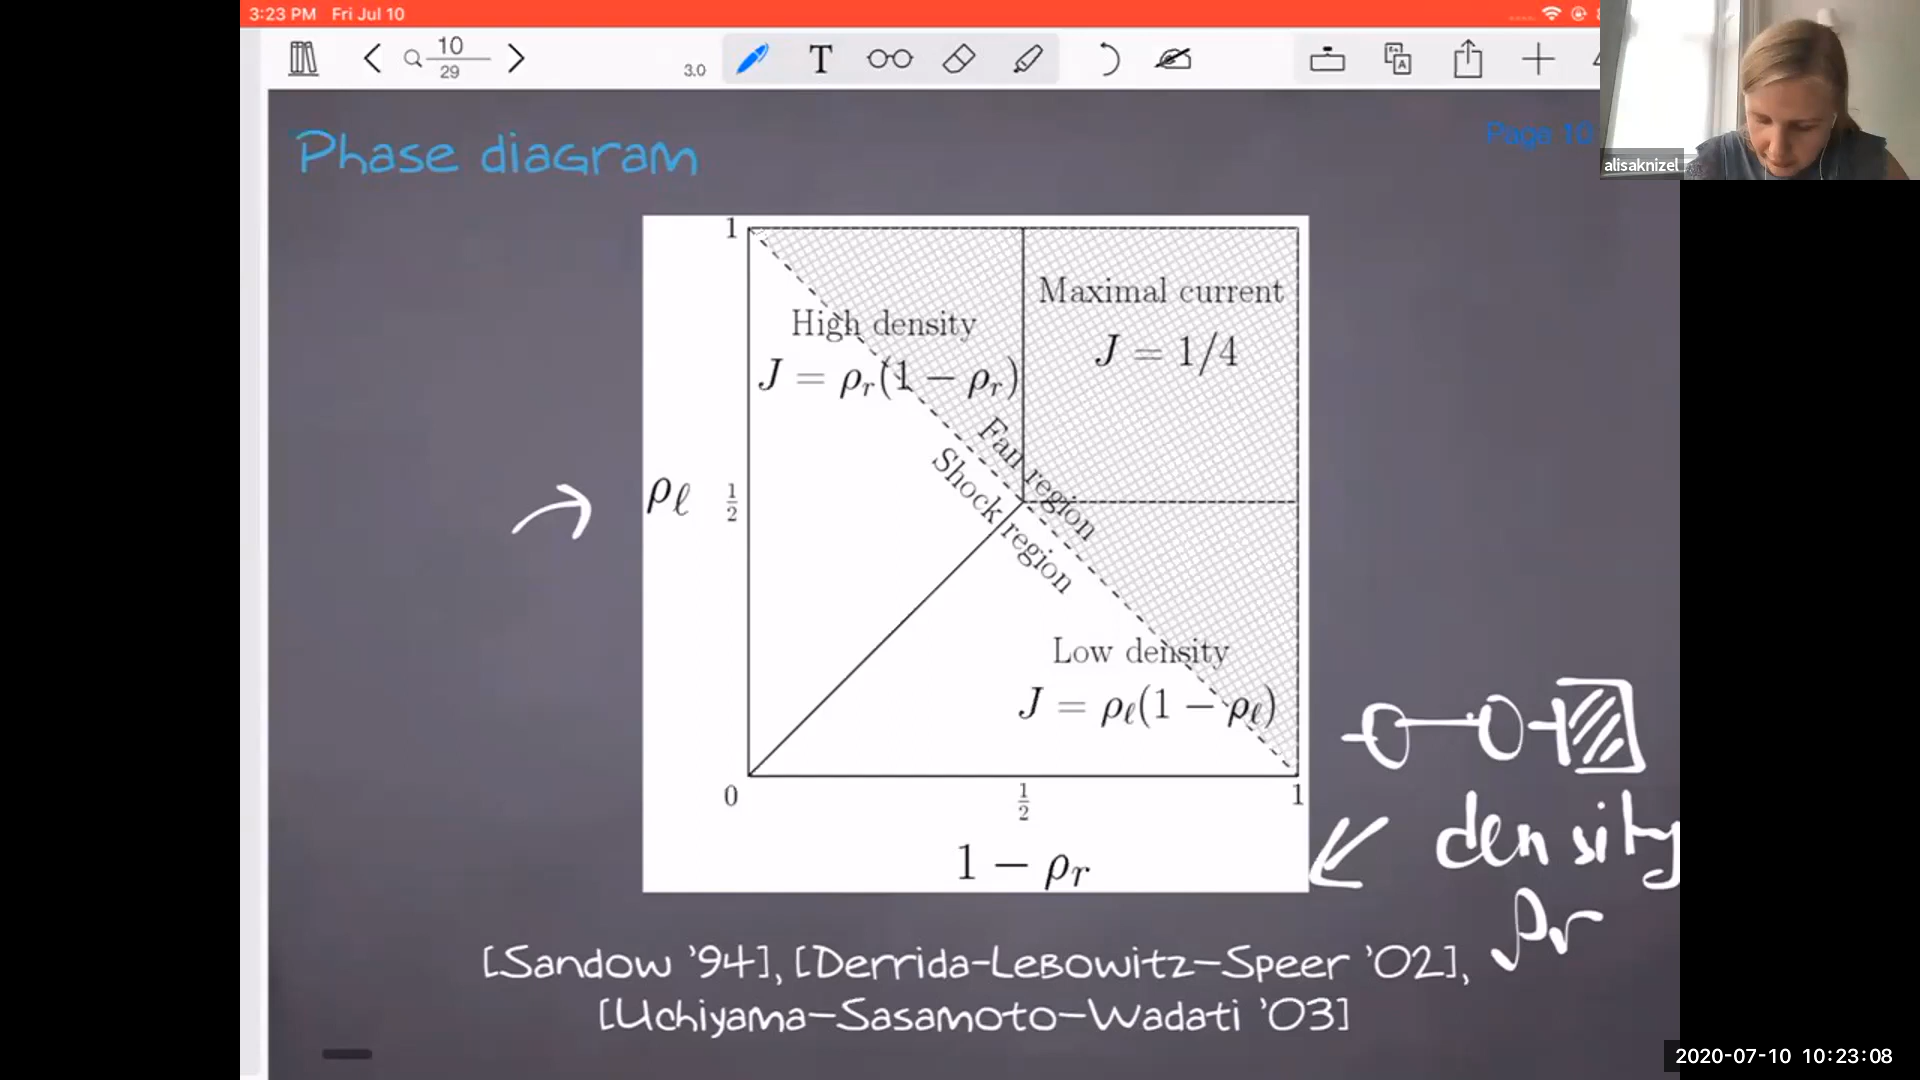 3:23 PM Fri Jul 10
10
29
3.0
T
A
Phase diagram
Page 10
alisaknizel
1
High density
J = ρr(1 − ρr)
Maximal current
J = 1/4
Fan region
Shock region
ρℓ
1/2
Low density
J = ρℓ(1 − ρℓ)
0
1/2
1
1 − ρr
density
ρr
[Sandow '94], [Derrida-Lebowitz-Speer '02],
[Uchiyama-Sasamoto-Wadati '03]
2020-07-10 10:23:08